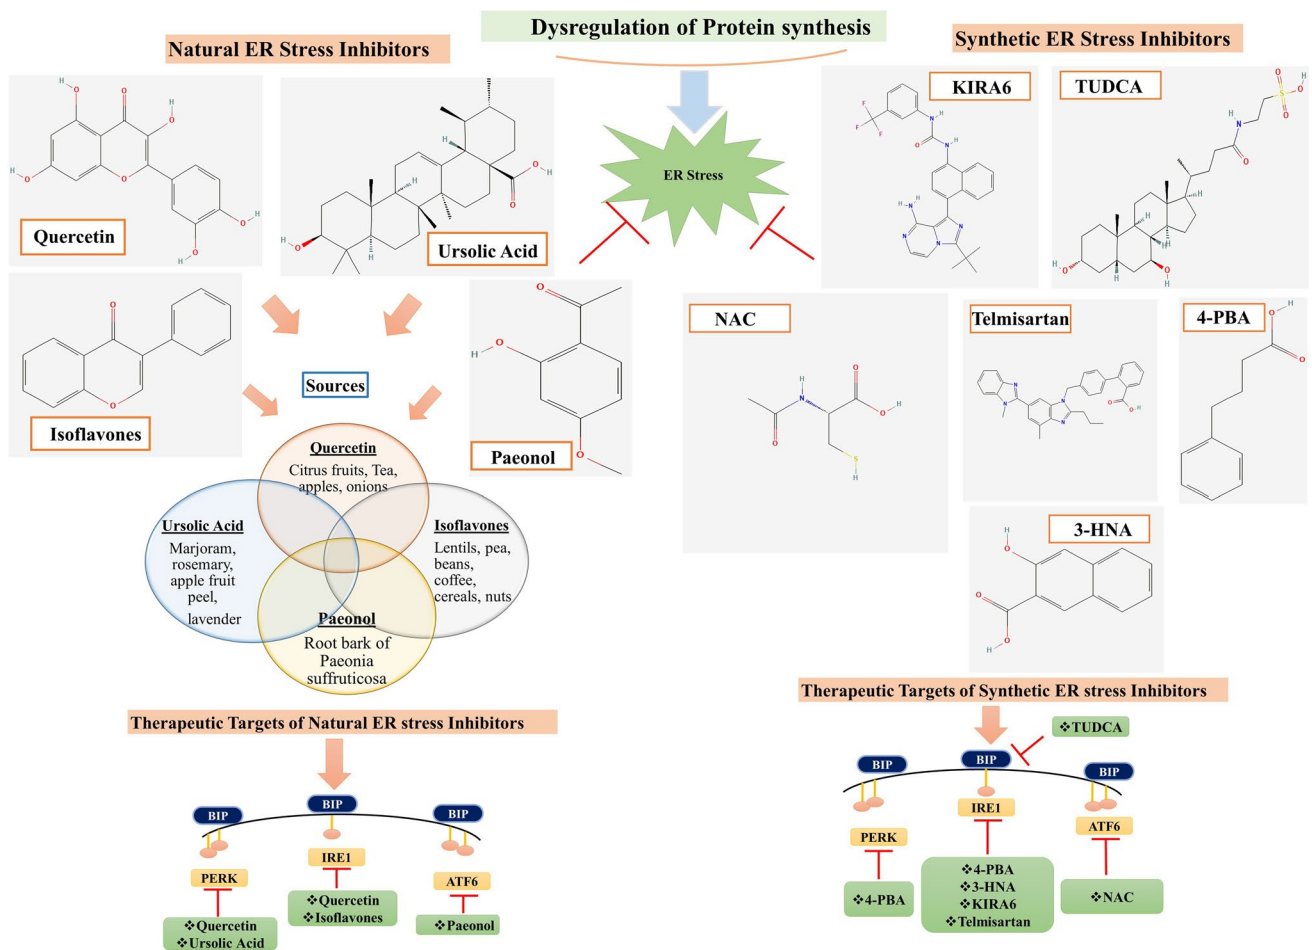 Dysregulation of Protein synthesis
Natural ER Stress Inhibitors
Synthetic ER Stress Inhibitors
ER Stress
Quercetin
Ursolic Acid
Isoflavones
Paeonol
Sources
Quercetin
Citrus fruits, Tea,
apples, onions
Ursolic Acid
Marjoram,
rosemary,
apple fruit
peel,
lavender
Isoflavones
Lentils, pea,
beans,
coffee,
cereals, nuts
Paeonol
Root bark of
Paeonia
suffruticosa
KIRA6
TUDCA
NAC
Telmisartan
4-PBA
3-HNA
Therapeutic Targets of Natural ER stress Inhibitors
BIP
BIP
BIP
PERK
IRE1
ATF6
❖Quercetin
❖Ursolic Acid
❖Quercetin
❖Isoflavones
❖Paeonol
Therapeutic Targets of Synthetic ER stress Inhibitors
❖TUDCA
BIP
BIP
BIP
PERK
IRE1
ATF6
❖4-PBA
❖4-PBA
❖3-HNA
❖KIRA6
❖Telmisartan
❖NAC